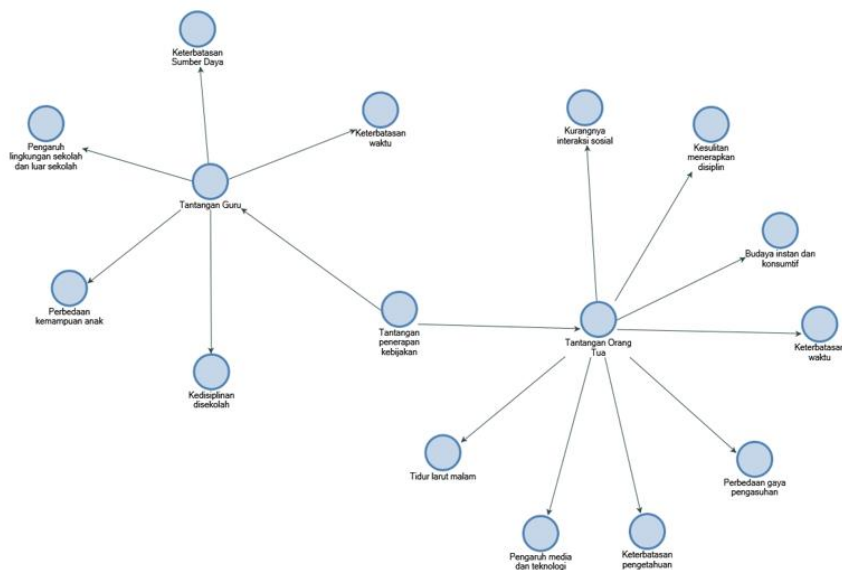 Keterbatasan
Sumber Daya
Pengaruh
lingkungan sekolah
dan luar sekolah
Keterbatasan
waktu
Tantangan Guru
Perbedaan
kemampuan anak
Kedisiplinan
disekolah
Tantangan
penerapan
kebijakan
Kurangnya
interaksi sosial
Kesulitan
menerapkan
disiplin
Budaya instan dan
konsumtif
Tantangan Orang
Tua
Keterbatasan
waktu
Tidur larut malam
Perbedaan gaya
pengasuhan
Pengaruh media
dan teknologi
Keterbatasan
pengetahuan